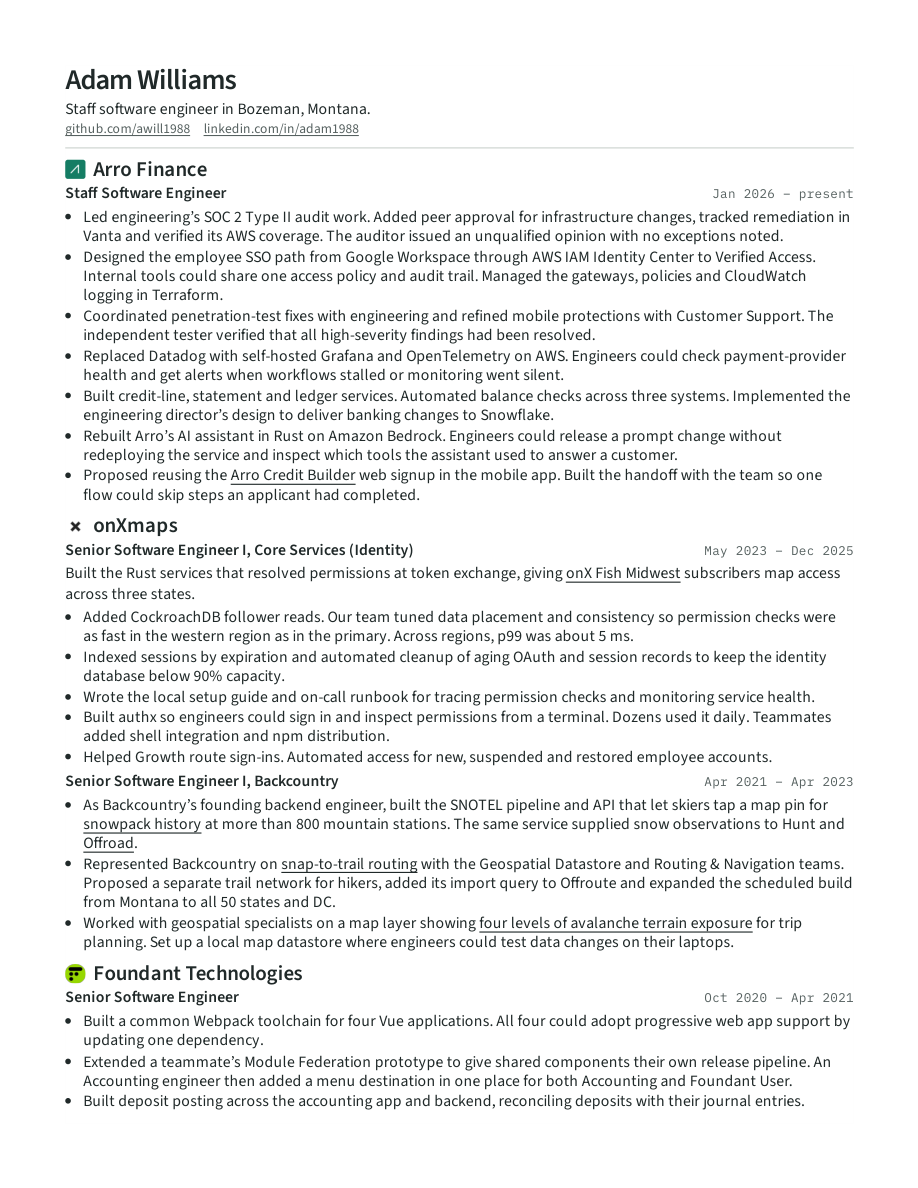 Adam Williams
Staff software engineer in Bozeman, Montana.
github.com/awill1988 linkedin.com/in/adam1988
Arro Finance
Staff Software Engineer Jan 2026 – present
• Led engineering’s SOC 2 Type II audit work. Added peer approval for infrastructure changes, tracked remediation in
Vanta and verified its AWS coverage. The auditor issued an unqualified opinion with no exceptions noted.
• Designed the employee SSO path from Google Workspace through AWS IAM Identity Center to Verified Access.
Internal tools could share one access policy and audit trail. Managed the gateways, policies and CloudWatch
logging in Terraform.
• Coordinated penetration-test fixes with engineering and refined mobile protections with Customer Support. The
independent tester verified that all high-severity findings had been resolved.
• Replaced Datadog with self-hosted Grafana and OpenTelemetry on AWS. Engineers could check payment-provider
health and get alerts when workflows stalled or monitoring went silent.
• Built credit-line, statement and ledger services. Automated balance checks across three systems. Implemented the
engineering director’s design to deliver banking changes to Snowflake.
• Rebuilt Arro’s AI assistant in Rust on Amazon Bedrock. Engineers could release a prompt change without
redeploying the service and inspect which tools the assistant used to answer a customer.
• Proposed reusing the Arro Credit Builder web signup in the mobile app. Built the handoff with the team so one
flow could skip steps an applicant had completed.
onXmaps
Senior Software Engineer I, Core Services (Identity) May 2023 – Dec 2025
Built the Rust services that resolved permissions at token exchange, giving onX Fish Midwest subscribers map access
across three states.
• Added CockroachDB follower reads. Our team tuned data placement and consistency so permission checks were
as fast in the western region as in the primary. Across regions, p99 was about 5 ms.
• Indexed sessions by expiration and automated cleanup of aging OAuth and session records to keep the identity
database below 90% capacity.
• Wrote the local setup guide and on-call runbook for tracing permission checks and monitoring service health.
• Built authx so engineers could sign in and inspect permissions from a terminal. Dozens used it daily. Teammates
added shell integration and npm distribution.
• Helped Growth route sign-ins. Automated access for new, suspended and restored employee accounts.
Senior Software Engineer I, Backcountry Apr 2021 – Apr 2023
• As Backcountry’s founding backend engineer, built the SNOTEL pipeline and API that let skiers tap a map pin for
snowpack history at more than 800 mountain stations. The same service supplied snow observations to Hunt and
Offroad.
• Represented Backcountry on snap-to-trail routing with the Geospatial Datastore and Routing & Navigation teams.
Proposed a separate trail network for hikers, added its import query to Offroute and expanded the scheduled build
from Montana to all 50 states and DC.
• Worked with geospatial specialists on a map layer showing four levels of avalanche terrain exposure for trip
planning. Set up a local map datastore where engineers could test data changes on their laptops.
Foundant Technologies
Senior Software Engineer Oct 2020 – Apr 2021
• Built a common Webpack toolchain for four Vue applications. All four could adopt progressive web app support by
updating one dependency.
• Extended a teammate’s Module Federation prototype to give shared components their own release pipeline. An
Accounting engineer then added a menu destination in one place for both Accounting and Foundant User.
• Built deposit posting across the accounting app and backend, reconciling deposits with their journal entries.